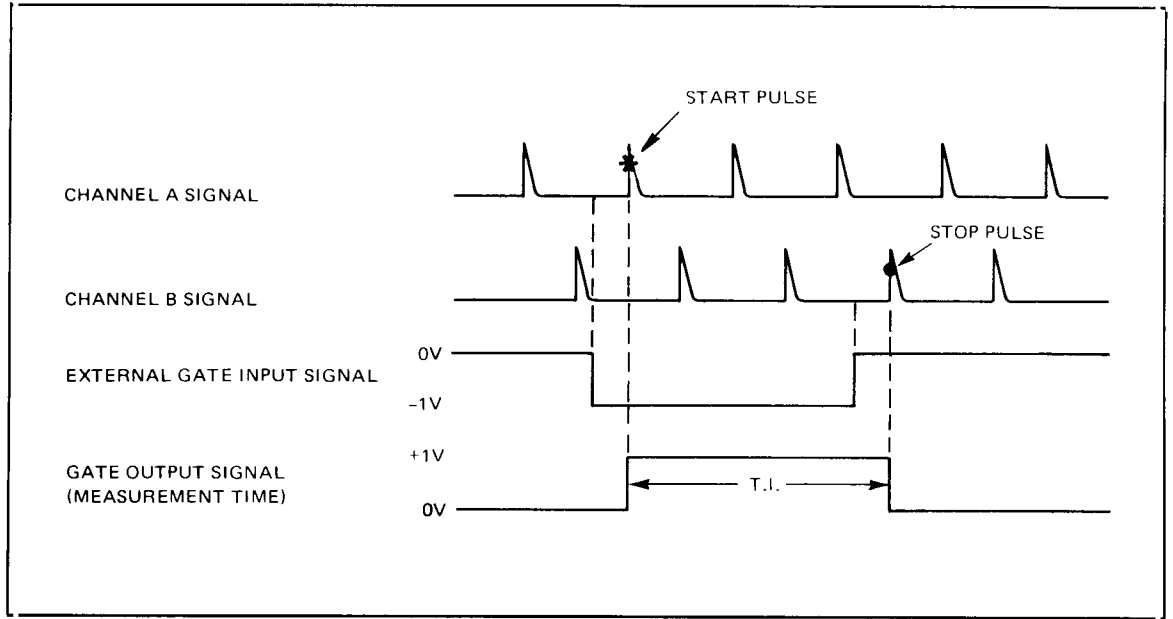 START PULSE
CHANNEL A SIGNAL
STOP PULSE
CHANNEL B SIGNAL
0V
EXTERNAL GATE INPUT SIGNAL
-1V
+1V
GATE OUTPUT SIGNAL
(MEASUREMENT TIME)
T.I.
0V